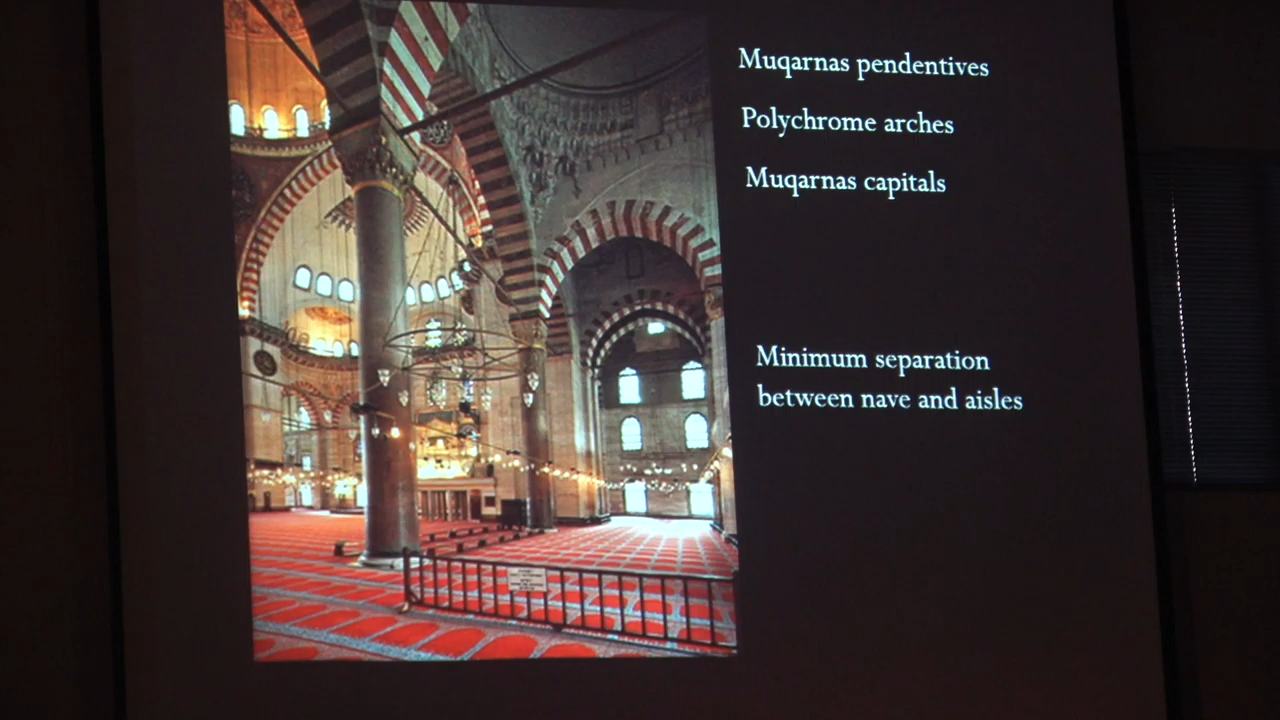 Muqarnas pendentives
Polychrome arches
Muqarnas capitals
Minimum separation
between nave and aisles